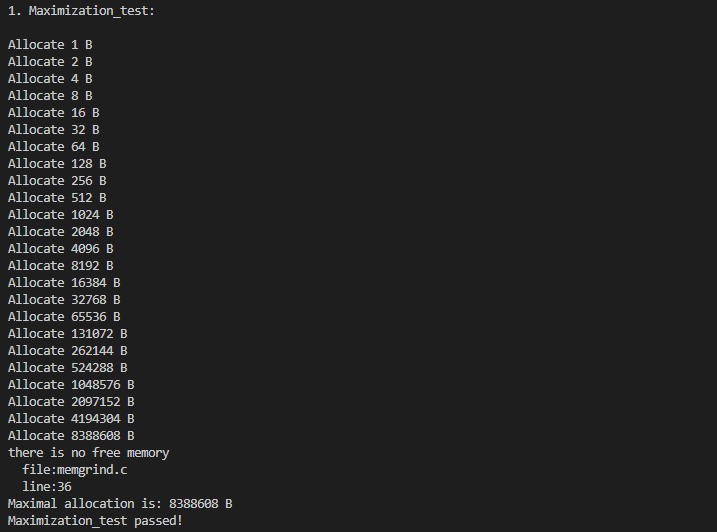 1. Maximization_test:
Allocate 1 B
Allocate 2 B
Allocate 4 B
Allocate 8 B
Allocate 16 B
Allocate 32 B
Allocate 64 B
Allocate 128 B
Allocate 256 B
Allocate 512 B
Allocate 1024 B
Allocate 2048 B
Allocate 4096 B
Allocate 8192 B
Allocate 16384 B
Allocate 32768 B
Allocate 65536 B
Allocate 131072 B
Allocate 262144 B
Allocate 524288 B
Allocate 1048576 B
Allocate 2097152 B
Allocate 4194304 B
Allocate 8388608 B
there is no free memory
file:memgrind.c
line:36
Maximal allocation is: 8388608 B
Maximization_test passed!